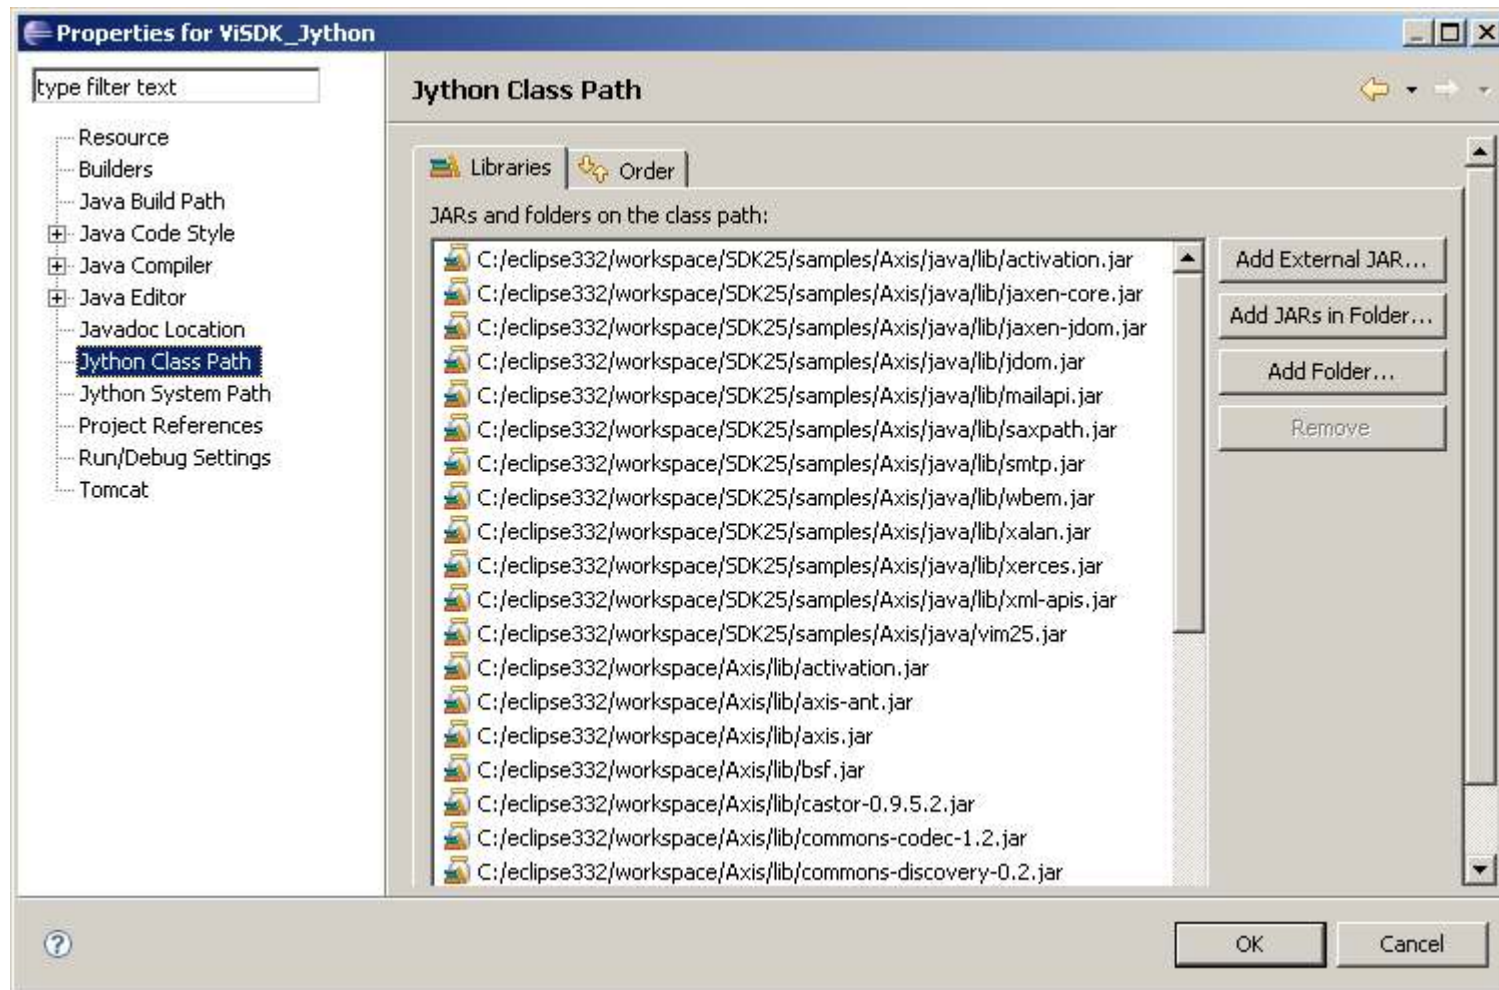 Properties for ViSDK_Jython
type filter text
Resource
Builders
Java Build Path
Java Code Style
Java Compiler
Java Editor
Javadoc Location
Jython Class Path
Jython System Path
Project References
Run/Debug Settings
Tomcat
Jython Class Path
Libraries
Order
JARs and folders on the class path:
C:/eclipse332/workspace/SDK25/samples/Axis/java/lib/activation.jar
C:/eclipse332/workspace/SDK25/samples/Axis/java/lib/jaxen-core.jar
C:/eclipse332/workspace/SDK25/samples/Axis/java/lib/jaxen-jdom.jar
C:/eclipse332/workspace/SDK25/samples/Axis/java/lib/jdom.jar
C:/eclipse332/workspace/SDK25/samples/Axis/java/lib/mailapi.jar
C:/eclipse332/workspace/SDK25/samples/Axis/java/lib/saxpath.jar
C:/eclipse332/workspace/SDK25/samples/Axis/java/lib/smtp.jar
C:/eclipse332/workspace/SDK25/samples/Axis/java/lib/wbem.jar
C:/eclipse332/workspace/SDK25/samples/Axis/java/lib/xalan.jar
C:/eclipse332/workspace/SDK25/samples/Axis/java/lib/xerces.jar
C:/eclipse332/workspace/SDK25/samples/Axis/java/lib/xml-apis.jar
C:/eclipse332/workspace/SDK25/samples/Axis/java/vim25.jar
C:/eclipse332/workspace/Axis/lib/activation.jar
C:/eclipse332/workspace/Axis/lib/axis-ant.jar
C:/eclipse332/workspace/Axis/lib/axis.jar
C:/eclipse332/workspace/Axis/lib/bsf.jar
C:/eclipse332/workspace/Axis/lib/castor-0.9.5.2.jar
C:/eclipse332/workspace/Axis/lib/commons-codec-1.2.jar
C:/eclipse332/workspace/Axis/lib/commons-discovery-0.2.jar
Add External JAR...
Add JARs in Folder...
Add Folder...
Remove
?
OK
Cancel